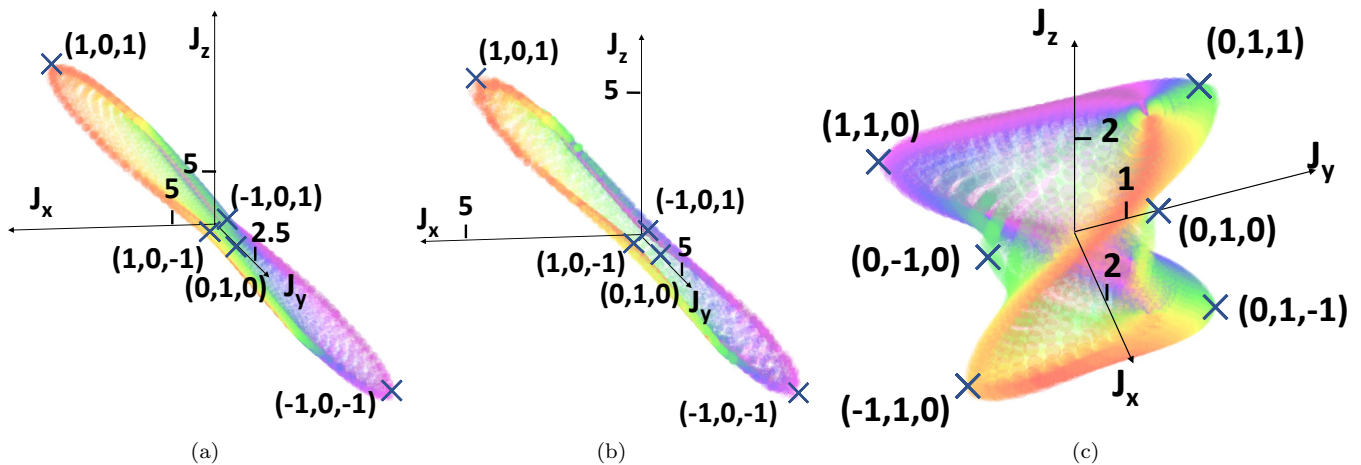 J_z
(1,0,1)
5
J_x
5
(-1,0,1)
2.5
(1,0,-1)
(0,1,0)
J_y
(-1,0,-1)
(a)
(1,0,1)
J_z
5
J_x
5
(-1,0,1)
(1,0,-1)
5
(0,1,0)
J_y
(-1,0,-1)
(b)
J_z
(0,1,1)
(1,1,0)
2
J_y
1
(0,1,0)
(0,-1,0)
2
(0,1,-1)
J_x
(-1,1,0)
(c)